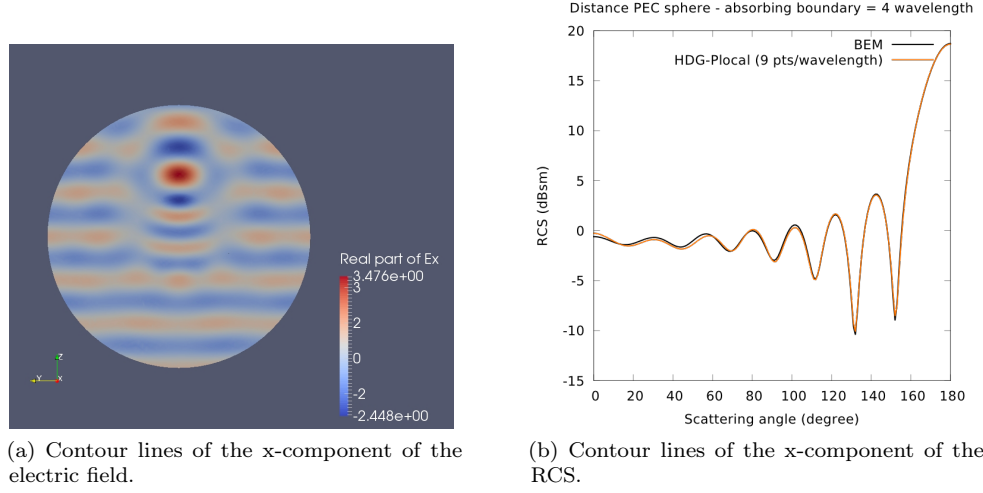 Real part of Ex
3.476e+00
3
2
0
-2
-2.448e+00
Z
Y
X
(a) Contour lines of the x-component of the
electric field.
Distance PEC sphere - absorbing boundary = 4 wavelength
BEM
HDG-Plocal (9 pts/wavelength)
RCS (dBsm)
20
15
10
5
0
-5
-10
-15
0 20 40 60 80 100 120 140 160 180
Scattering angle (degree)
(b) Contour lines of the x-component of the
RCS.